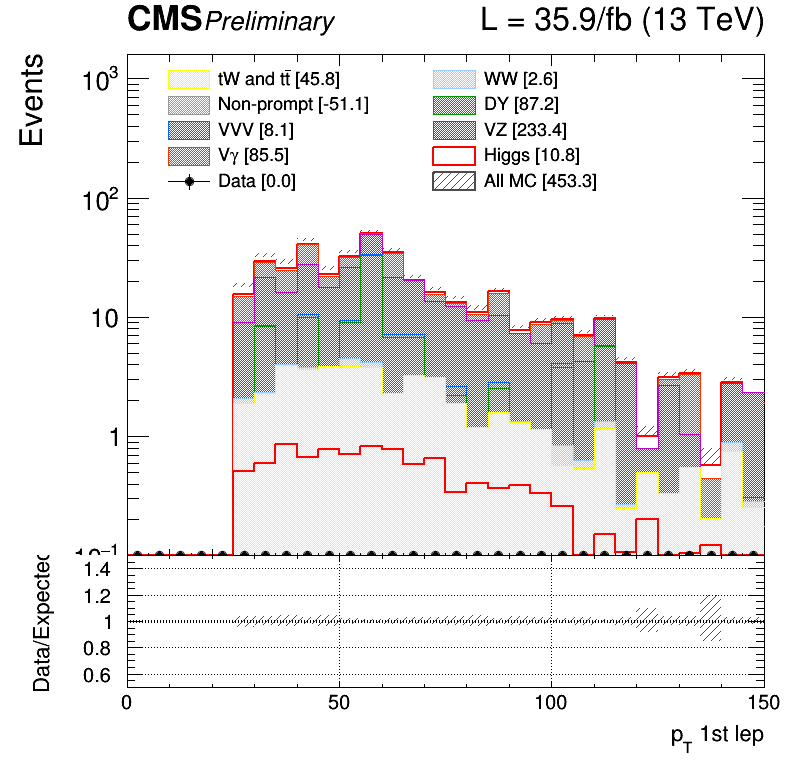 CMS Preliminary L = 35.9/fb (13 TeV)
Events
10³
10²
10
1
10⁻¹
tW and tt̄ [45.8]
WW [2.6]
Non-prompt [-51.1]
DY [87.2]
VVV [8.1]
VZ [233.4]
Vγ [85.5]
Higgs [10.8]
Data [0.0]
All MC [453.3]
Data/Expected
1.4
1.2
1
0.8
0.6
0 50 100 150
p_T 1st lep